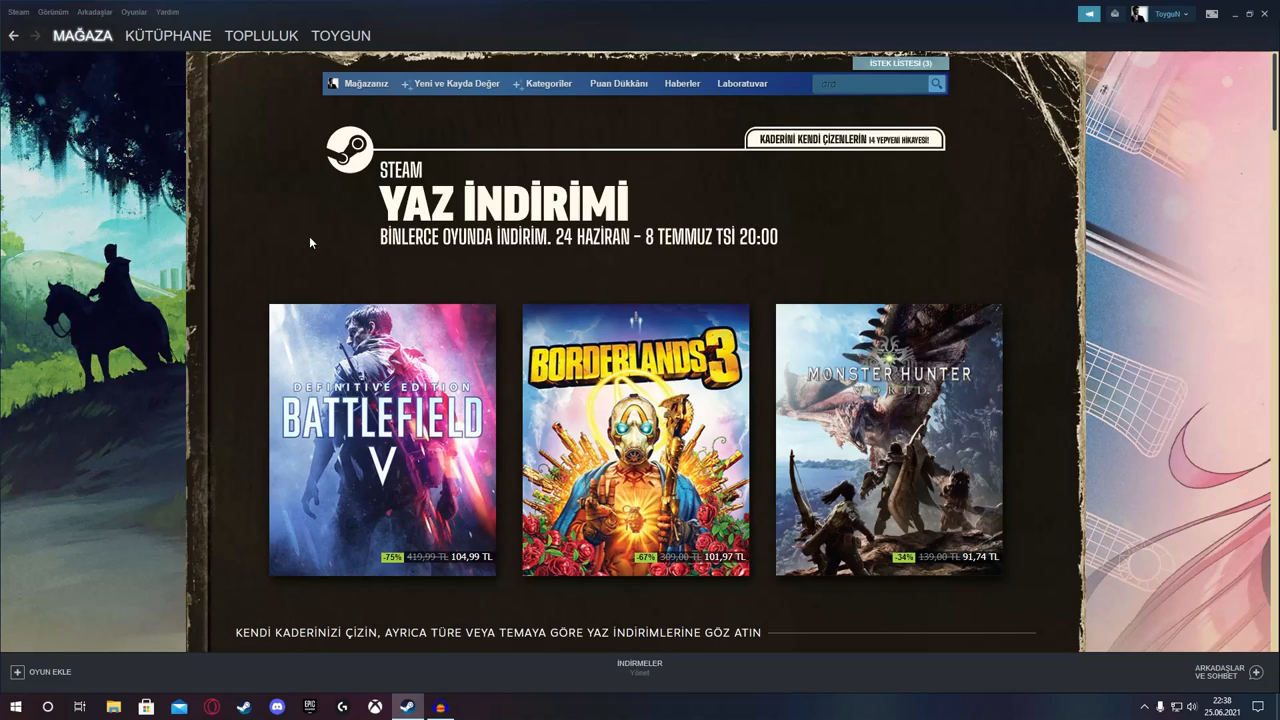 Steam Görünüm Arkadaşlar Oyunlar Yardım
ToyguN
MAĞAZA KÜTÜPHANE TOPLULUK TOYGUN
İSTEK LİSTESİ (3)
Mağazanız Yeni ve Kayda Değer Kategoriler Puan Dükkânı Haberler Laboratuvar ara
KADERİNİ KENDİ ÇİZENLERİN 14 YEPYENİ HİKAYESİ!
STEAM
YAZ İNDİRİMİ
BİNLERCE OYUNDA İNDİRİM. 24 HAZİRAN - 8 TEMMUZ TSİ 20:00
DEFINITIVE EDITION
BATTLEFIELD
V
-75% 419,99 TL 104,99 TL
BORDERLANDS 3
-67% 309,00 TL 101,97 TL
MONSTER HUNTER
WORLD
-34% 139,00 TL 91,74 TL
KENDİ KADERİNİZİ ÇİZİN, AYRICA TÜRE VEYA TEMAYA GÖRE YAZ İNDİRİMLERİNE GÖZ ATIN
OYUN EKLE
İNDİRMELER
Yönet
ARKADAŞLAR
VE SOHBET
EPIC
GAMES
22:38
25.06.2021